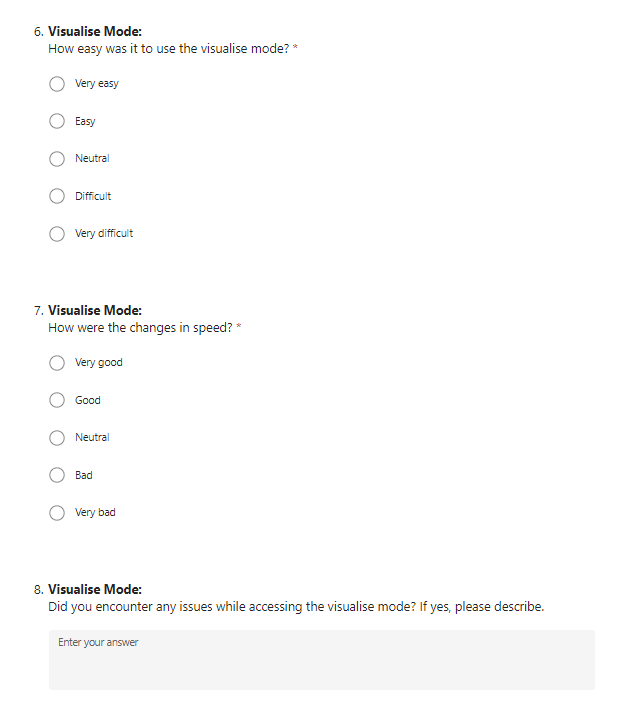 6. Visualise Mode:
How easy was it to use the visualise mode? *
Very easy
Easy
Neutral
Difficult
Very difficult
7. Visualise Mode:
How were the changes in speed? *
Very good
Good
Neutral
Bad
Very bad
8. Visualise Mode:
Did you encounter any issues while accessing the visualise mode? If yes, please describe.
Enter your answer